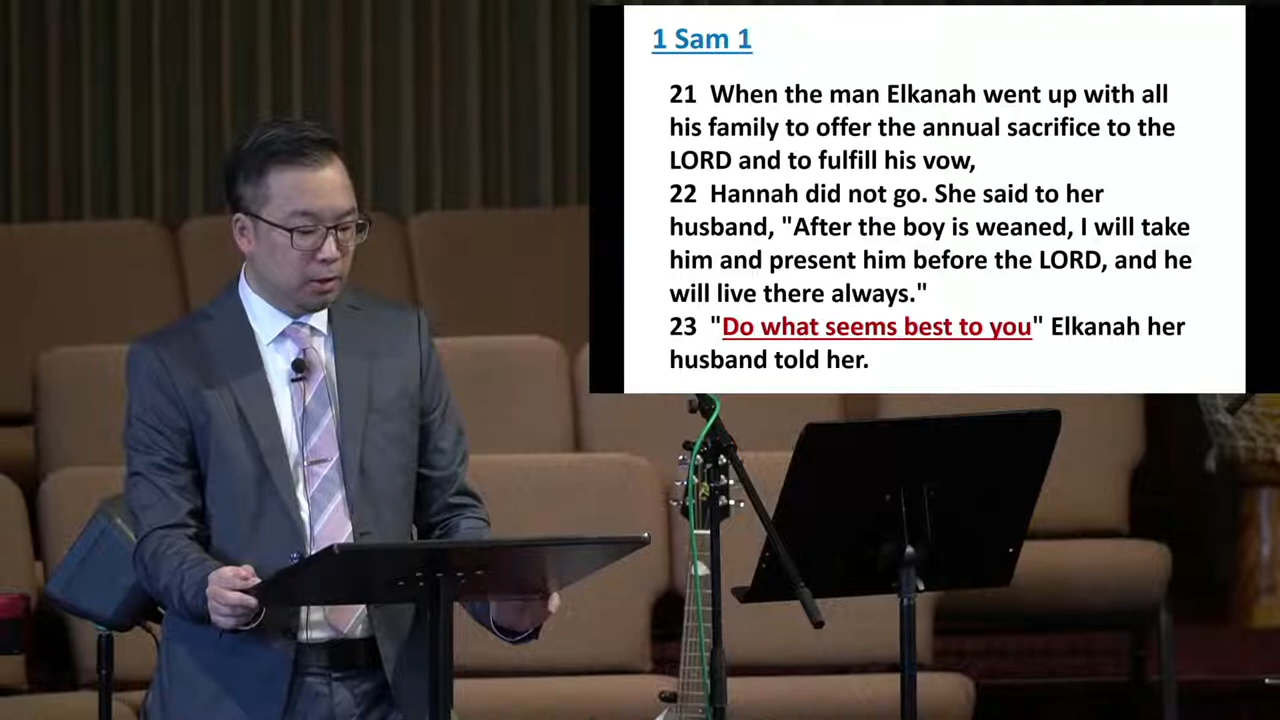 1 Sam 1
21 When the man Elkanah went up with all
his family to offer the annual sacrifice to the
LORD and to fulfill his vow,
22 Hannah did not go. She said to her
husband, "After the boy is weaned, I will take
him and present him before the LORD, and he
will live there always."
23 "Do what seems best to you" Elkanah her
husband told her.